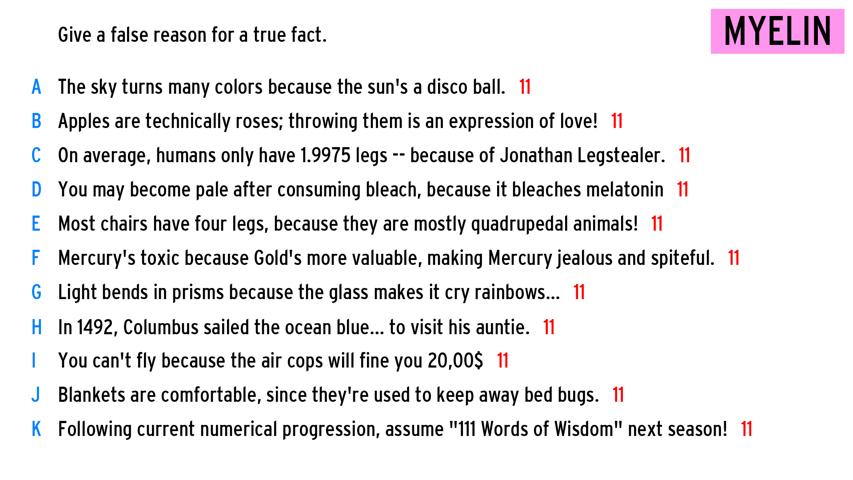 Give a false reason for a true fact.
MYELIN
A The sky turns many colors because the sun's a disco ball. 11
B Apples are technically roses; throwing them is an expression of love! 11
C On average, humans only have 1.9975 legs -- because of Jonathan Legstealer. 11
D You may become pale after consuming bleach, because it bleaches melatonin 11
E Most chairs have four legs, because they are mostly quadrupedal animals! 11
F Mercury's toxic because Gold's more valuable, making Mercury jealous and spiteful. 11
G Light bends in prisms because the glass makes it cry rainbows... 11
H In 1492, Columbus sailed the ocean blue... to visit his auntie. 11
I You can't fly because the air cops will fine you 20,00$ 11
J Blankets are comfortable, since they're used to keep away bed bugs. 11
K Following current numerical progression, assume "111 Words of Wisdom" next season! 11